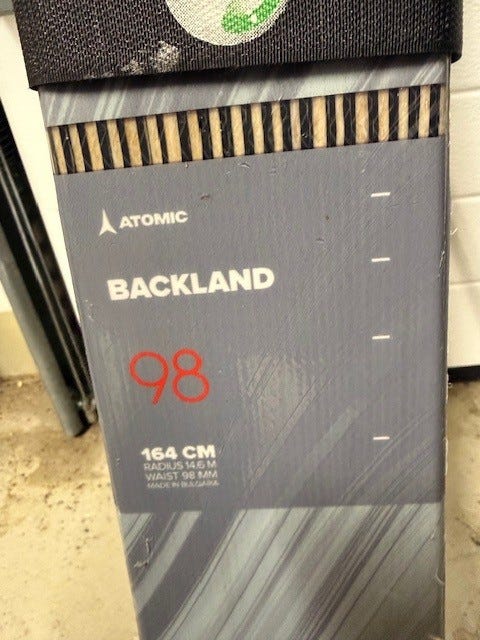 ATOMIC
BACKLAND
98
164 CM
RADIUS 14.6 M
WAIST 98 MM
MADE IN BULGARIA